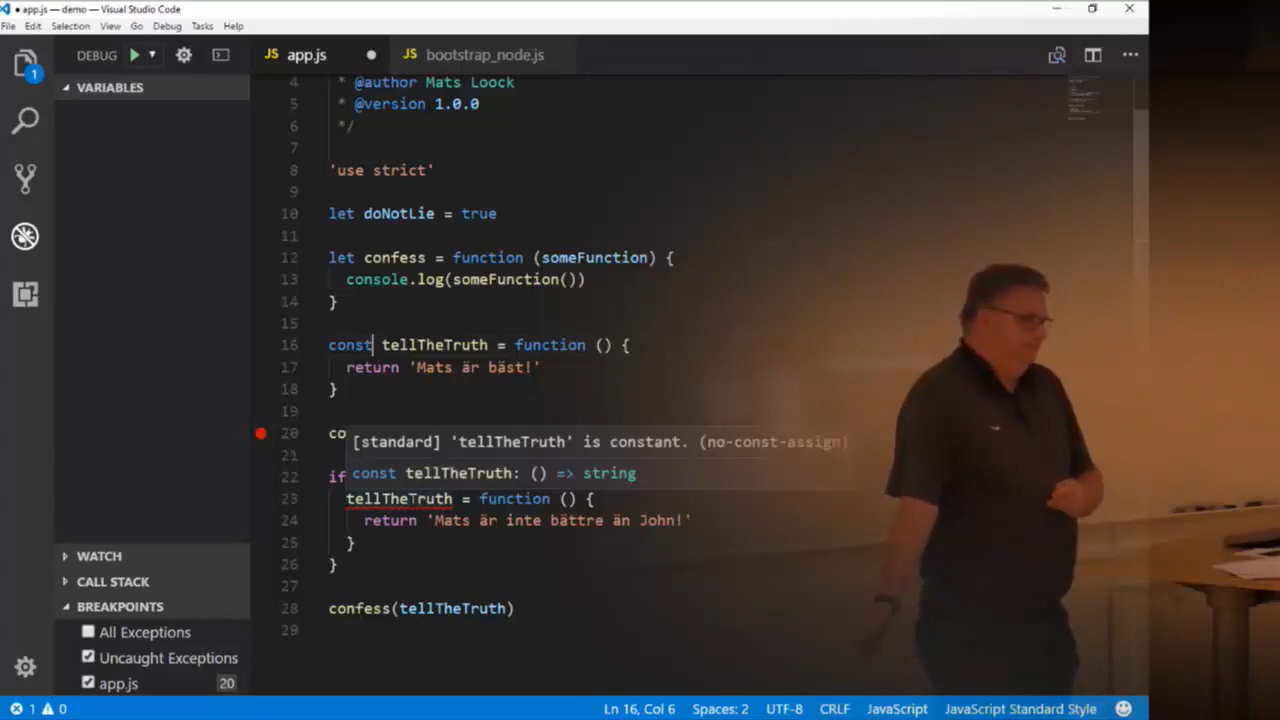 app.js — demo — Visual Studio Code
File Edit Selection View Go Debug Tasks Help
DEBUG
JS app.js
JS bootstrap_node.js
1
VARIABLES
4 * @author Mats Loock
5 * @version 1.0.0
6 */
7
8 'use strict'
9
10 let doNotLie = true
11
12 let confess = function (someFunction) {
13 console.log(someFunction())
14 }
15
16 const tellTheTruth = function () {
17 return 'Mats är bäst!'
18 }
19
20 co
[standard] 'tellTheTruth' is constant. (no-const-assign)
21
const tellTheTruth: () => string
22 if
23 tellTheTruth = function () {
24 return 'Mats är inte bättre än John!'
25 }
26 }
27
28 confess(tellTheTruth)
29
WATCH
CALL STACK
BREAKPOINTS
All Exceptions
Uncaught Exceptions
app.js 20
1 0
Ln 16, Col 6 Spaces: 2 UTF-8 CRLF JavaScript JavaScript Standard Style